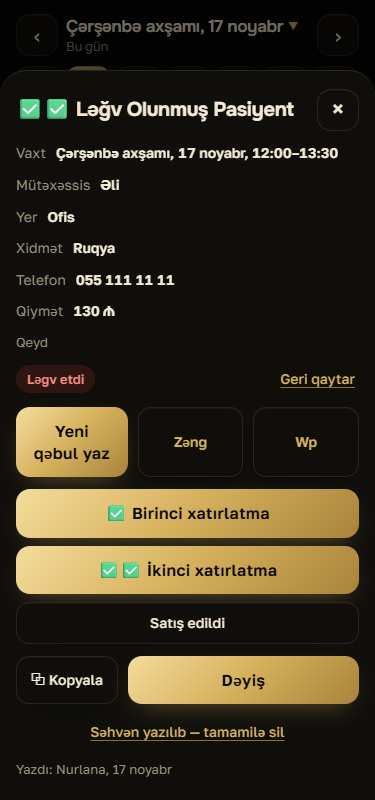 ‹ Çərşənbə axşamı, 17 noyabr ▼ ›
Bu gün
✅ ✅ Ləğv Olunmuş Pasiyent ×
Vaxt Çərşənbə axşamı, 17 noyabr, 12:00–13:30
Mütəxəssis Əli
Yer Ofis
Xidmət Ruqya
Telefon 055 111 11 11
Qiymət 130 ₼
Qeyd
Ləgv etdi Geri qaytar
Yeni
qəbul yaz Zəng Wp
✅ Birinci xatırlatma
✅ ✅ İkinci xatırlatma
Satış edildi
Kopyala Dəyiş
Səhvən yazılıb — tamamilə sil
Yazdı: Nurlana, 17 noyabr